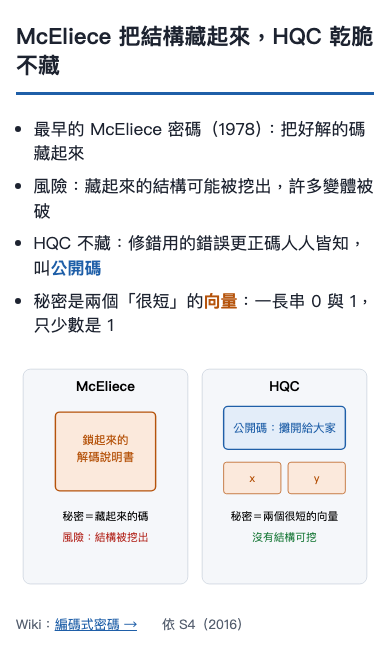 McEliece 把結構藏起來，HQC 乾脆
不藏
• 最早的 McEliece 密碼（1978）：把好解的碼
藏起來
• 風險：藏起來的結構可能被挖出，許多變體被
破
• HQC 不藏：修錯用的錯誤更正碼人人皆知，
叫公開碼
• 秘密是兩個「很短」的向量：一長串 0 與 1，
只少數是 1
McEliece
鎖起來的
解碼說明書
秘密＝藏起來的碼
風險：結構被挖出
HQC
公開碼：攤開給大家
x
y
秘密＝兩個很短的向量
沒有結構可挖
Wiki：編碼式密碼 → 依 S4（2016）